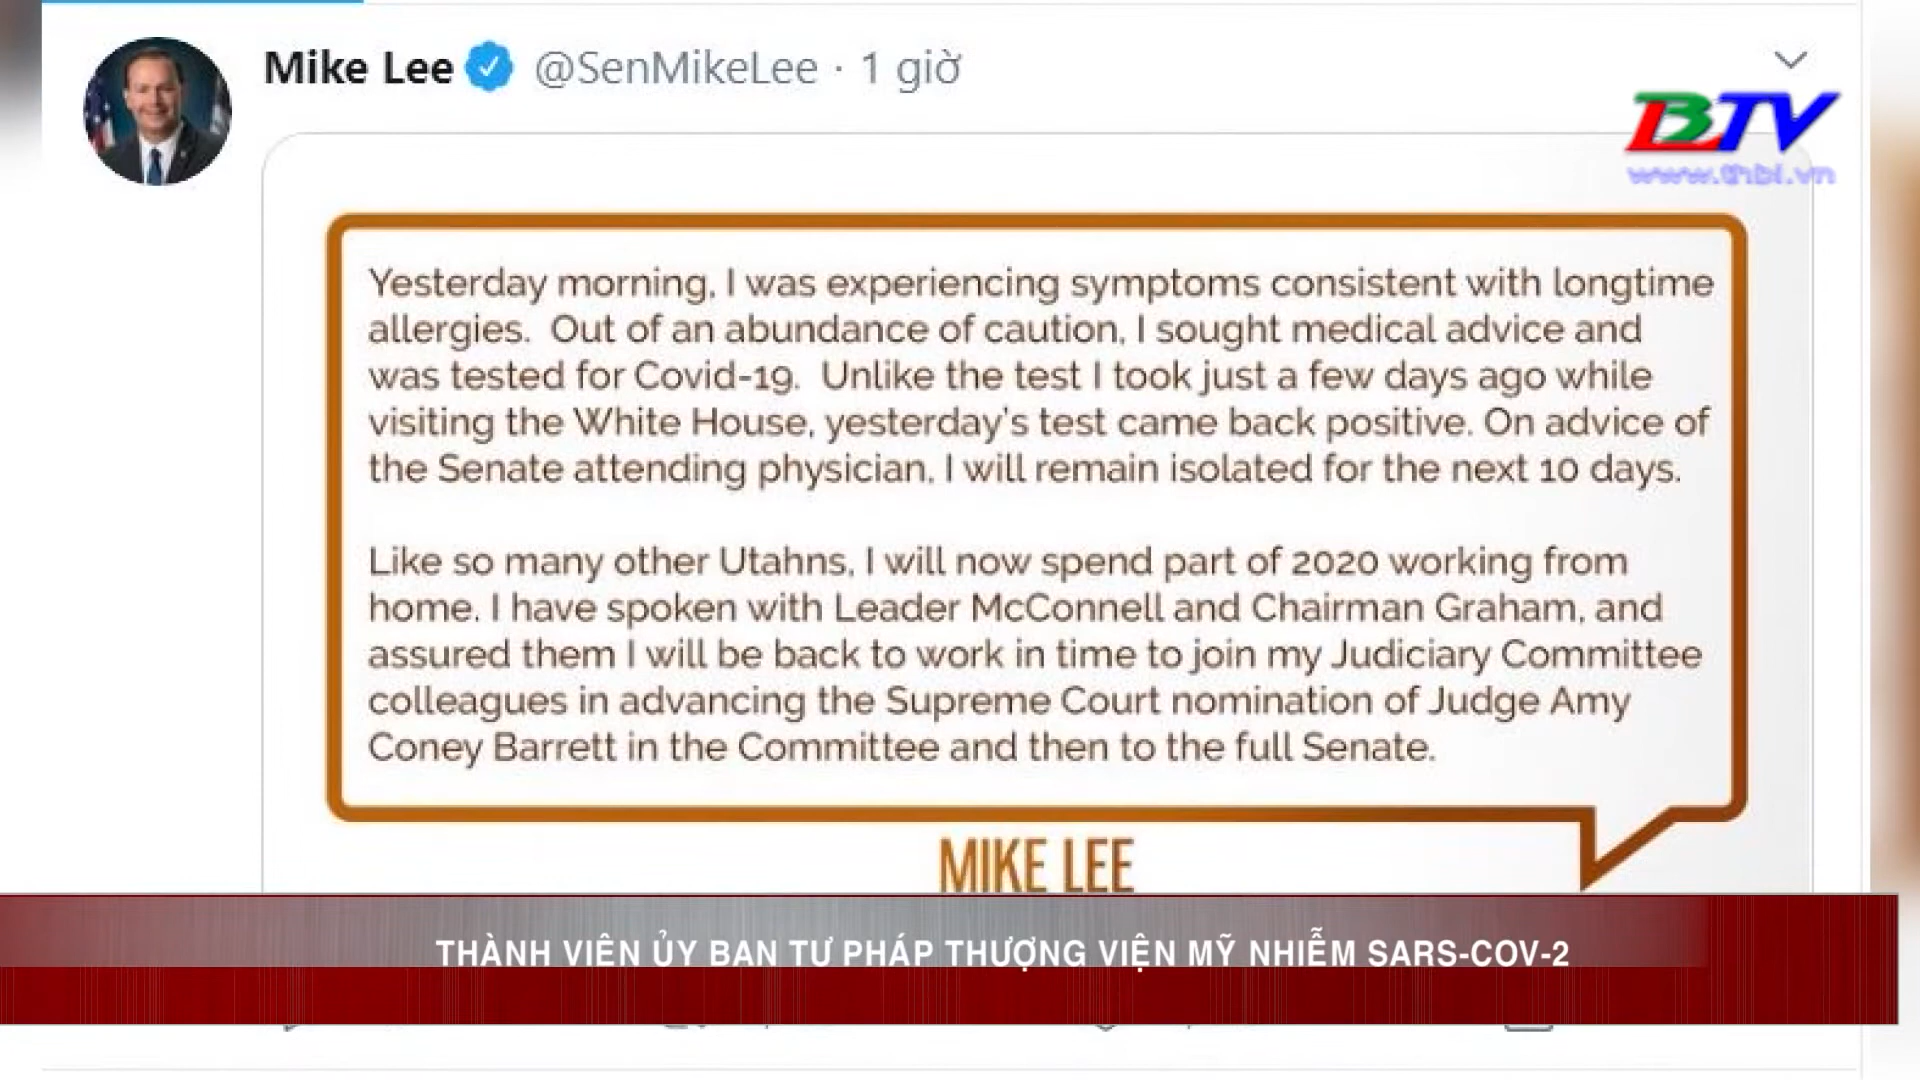 Mike Lee @SenMikeLee · 1 giờ
BTV
www.thbl.vn
Yesterday morning, I was experiencing symptoms consistent with longtime
allergies. Out of an abundance of caution, I sought medical advice and
was tested for Covid-19. Unlike the test I took just a few days ago while
visiting the White House, yesterday's test came back positive. On advice of
the Senate attending physician, I will remain isolated for the next 10 days.
Like so many other Utahns, I will now spend part of 2020 working from
home. I have spoken with Leader McConnell and Chairman Graham, and
assured them I will be back to work in time to join my Judiciary Committee
colleagues in advancing the Supreme Court nomination of Judge Amy
Coney Barrett in the Committee and then to the full Senate.
MIKE LEE
THÀNH VIÊN ỦY BAN TƯ PHÁP THƯỢNG VIỆN MỸ NHIỄM SARS-COV-2